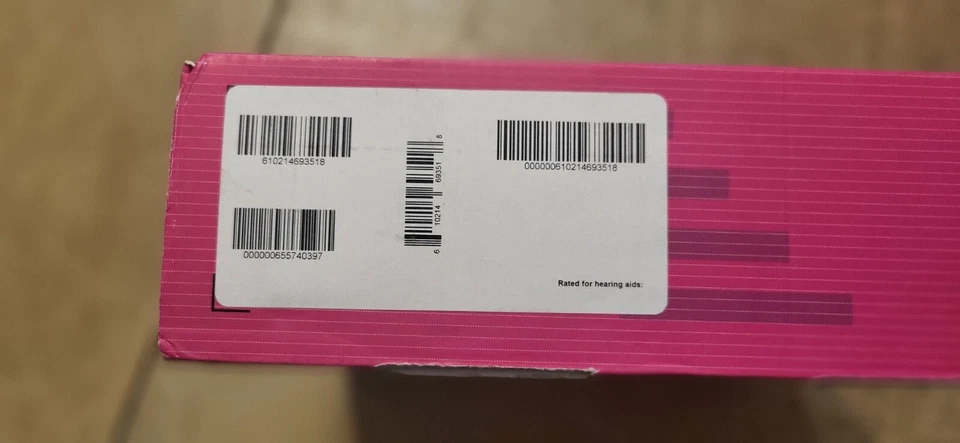 610214693518
6 10214 69351 8
000000610214693518
000000655740397
Rated for hearing aids: